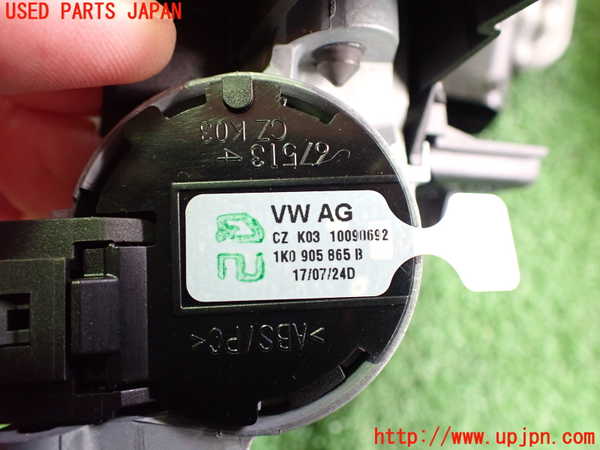 USED PARTS JAPAN
CZ K03
67513 4
VW AG
CZ K03 10090692
1K0 905 865 B
17/07/24D
>ABS/PC<
http://www.upjpn.com/